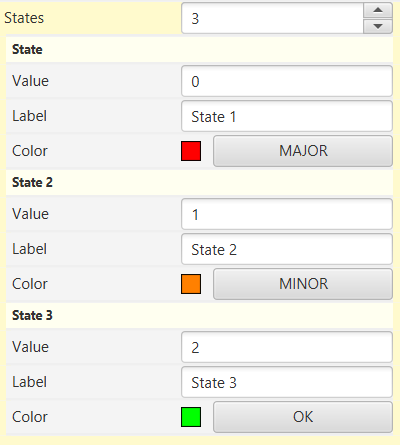 States 3
State
Value 0
Label State 1
Color MAJOR
State 2
Value 1
Label State 2
Color MINOR
State 3
Value 2
Label State 3
Color OK